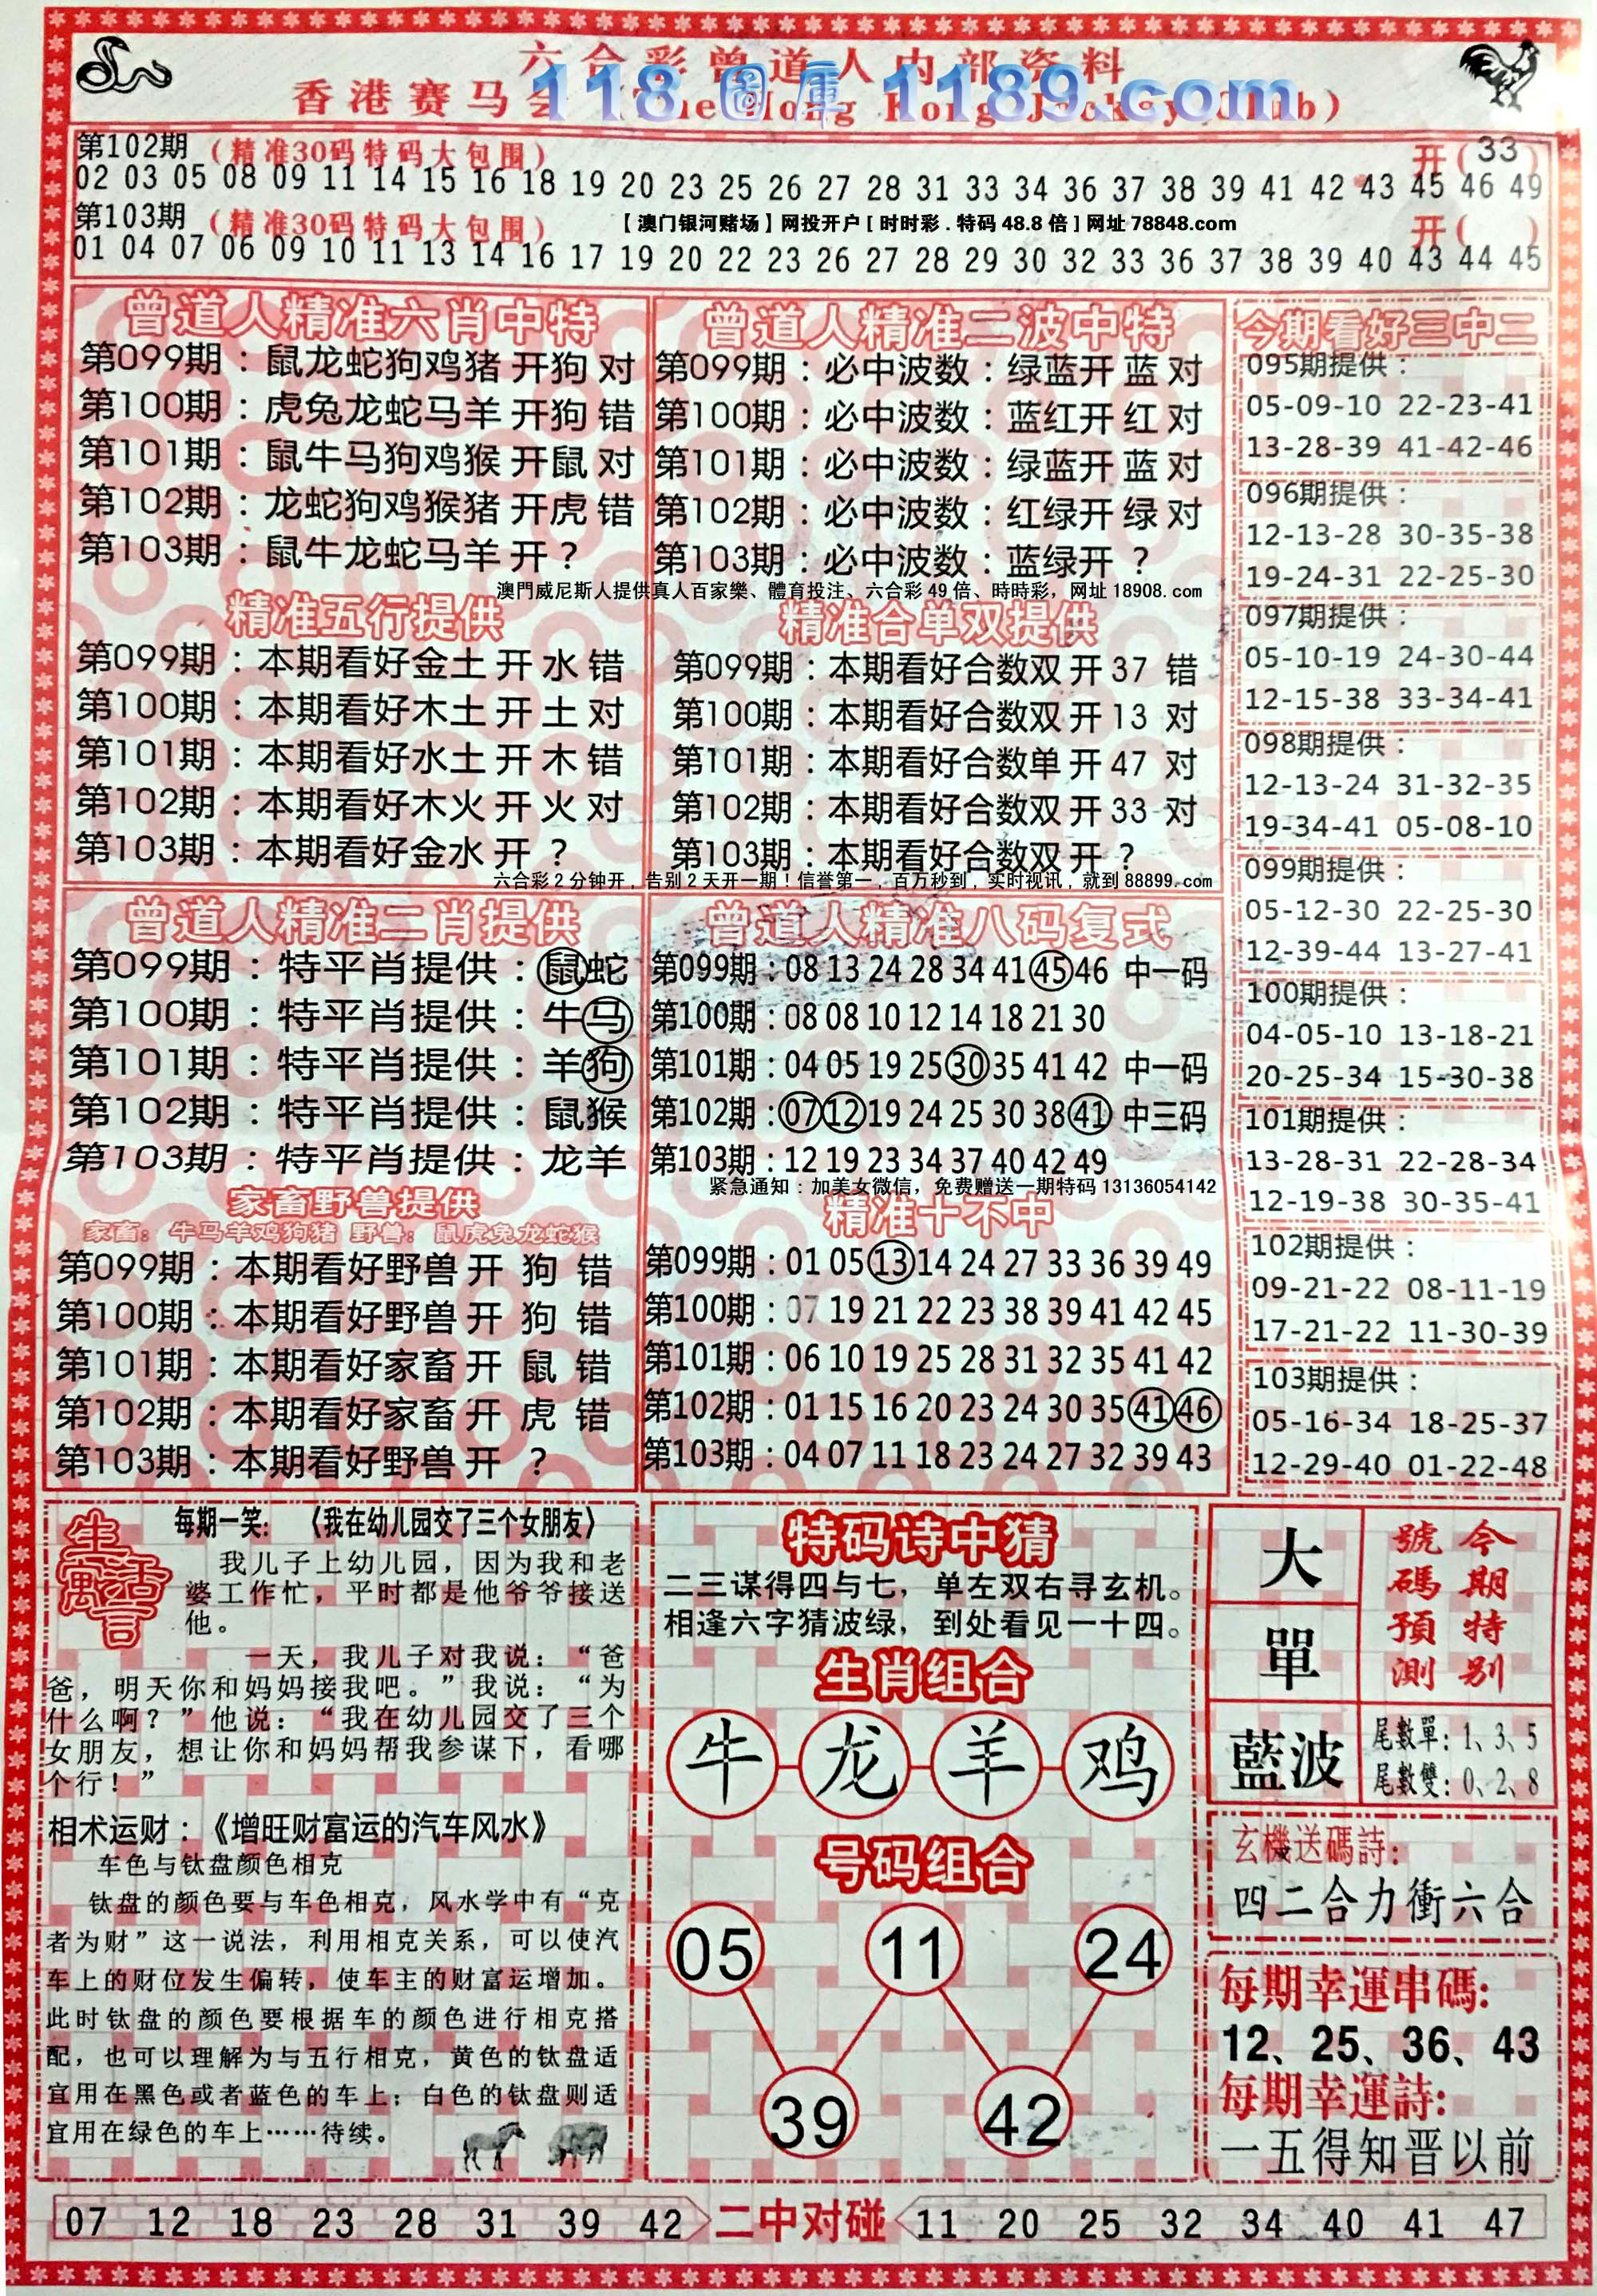 六合彩曾道人内部资料
香港赛马会 (The Hong Kong Jockey Club)
118圖庫1189.com
第102期 (精准30码特码大包围) 开(33)
02 03 05 08 09 11 14 15 16 18 19 20 23 25 26 27 28 31 33 34 36 37 38 39 41 42 43 45 46 49
第103期 (精准30码特码大包围) 【澳门银河赌场】网投开户[时时彩.特码48.8倍]网址78848.com 开( )
01 04 07 06 09 10 11 13 14 16 17 19 20 22 23 26 27 28 29 30 32 33 36 37 38 39 40 43 44 45
曾道人精准六肖中特
第099期:鼠龙蛇狗鸡猪开狗对
第100期:虎兔龙蛇马羊开狗错
第101期:鼠牛马狗鸡猴开鼠对
第102期:龙蛇狗鸡猴猪开虎错
第103期:鼠牛龙蛇马羊开?
曾道人精准二波中特
第099期:必中波数:绿蓝开蓝对
第100期:必中波数:蓝红开红对
第101期:必中波数:绿蓝开蓝对
第102期:必中波数:红绿开绿对
第103期:必中波数:蓝绿开?
澳門威尼斯人提供真人百家樂、體育投注、六合彩49倍、時時彩，网址18908.com
精准五行提供
第099期:本期看好金土开水错
第100期:本期看好木土开土对
第101期:本期看好水土开木错
第102期:本期看好木火开火对
第103期:本期看好金水开?
精准合单双提供
第099期:本期看好合数双开37 错
第100期:本期看好合数双开13 对
第101期:本期看好合数单开47 对
第102期:本期看好合数双开33 对
第103期:本期看好合数双开?
六合彩2分钟开，告别2天开一期！信誉第一，百万秒到，实时视讯，就到88899.com
曾道人精准二肖提供
第099期:特平肖提供:鼠蛇
第100期:特平肖提供:牛马
第101期:特平肖提供:羊狗
第102期:特平肖提供:鼠猴
第103期:特平肖提供:龙羊
曾道人精准八码复式
第099期:08 13 24 28 34 41 45 46 中一码
第100期:08 08 10 12 14 18 21 30
第101期:04 05 19 25 30 35 41 42 中一码
第102期:07 12 19 24 25 30 38 41 中三码
第103期:12 19 23 34 37 40 42 49
紧急通知：加美女微信，免费赠送一期特码13136054142
家畜野兽提供
家畜：牛马羊鸡狗猪 野兽：鼠虎兔龙蛇猴
第099期:本期看好野兽开 狗 错
第100期:本期看好野兽开 狗 错
第101期:本期看好家畜开 鼠 错
第102期:本期看好家畜开 虎 错
第103期:本期看好野兽开 ?
精准十不中
第099期:01 05 13 14 24 27 33 36 39 49
第100期:07 19 21 22 23 38 39 41 42 45
第101期:06 10 19 25 28 31 32 35 41 42
第102期:01 15 16 20 23 24 30 35 41 46
第103期:04 07 11 18 23 24 27 32 39 43
今期看好三中二
095期提供:
05-09-10 22-23-41
13-28-39 41-42-46
096期提供:
12-13-28 30-35-38
19-24-31 22-25-30
097期提供:
05-10-19 24-30-44
12-15-38 33-34-41
098期提供:
12-13-24 31-32-35
19-34-41 05-08-10
099期提供:
05-12-30 22-25-30
12-39-44 13-27-41
100期提供:
04-05-10 13-18-21
20-25-34 15-30-38
101期提供:
13-28-31 22-28-34
12-19-38 30-35-41
102期提供:
09-21-22 08-11-19
17-21-22 11-30-39
103期提供:
05-16-34 18-25-37
12-29-40 01-22-48
生活寓言
每期一笑：《我在幼儿园交了三个女朋友》
我儿子上幼儿园，因为我和老
婆工作忙，平时都是他爷爷接送
他。
一天，我儿子对我说：“爸
爸，明天你和妈妈接我吧。”我说：“为
什么啊？”他说：“我在幼儿园交了三个
女朋友，想让你和妈妈帮我参谋下，看哪
个行！”
相术运财：《增旺财富运的汽车风水》
车色与钛盘颜色相克
钛盘的颜色要与车色相克，风水学中有“克
者为财”这一说法，利用相克关系，可以使汽
车上的财位发生偏转，使车主的财富运增加。
此时钛盘的颜色要根据车的颜色进行相克搭
配，也可以理解为与五行相克，黄色的钛盘适
宜用在黑色或者蓝色的车上；白色的钛盘则适
宜用在绿色的车上……待续。
特码诗中猜
二三谋得四与七，单左双右寻玄机。
相逢六字猜波绿，到处看见一十四。
生肖组合
牛 龙 羊 鸡
号码组合
05 11 24
39 42
大
單
藍波
今期特别
號碼預測
尾數單：1、3、5
尾數雙：0、2、8
玄機送碼詩：
四二合力衝六合
每期幸運串碼：
12、25、36、43
每期幸運詩：
一五得知晋以前
07 12 18 23 28 31 39 42 二中对碰 11 20 25 32 34 40 41 47